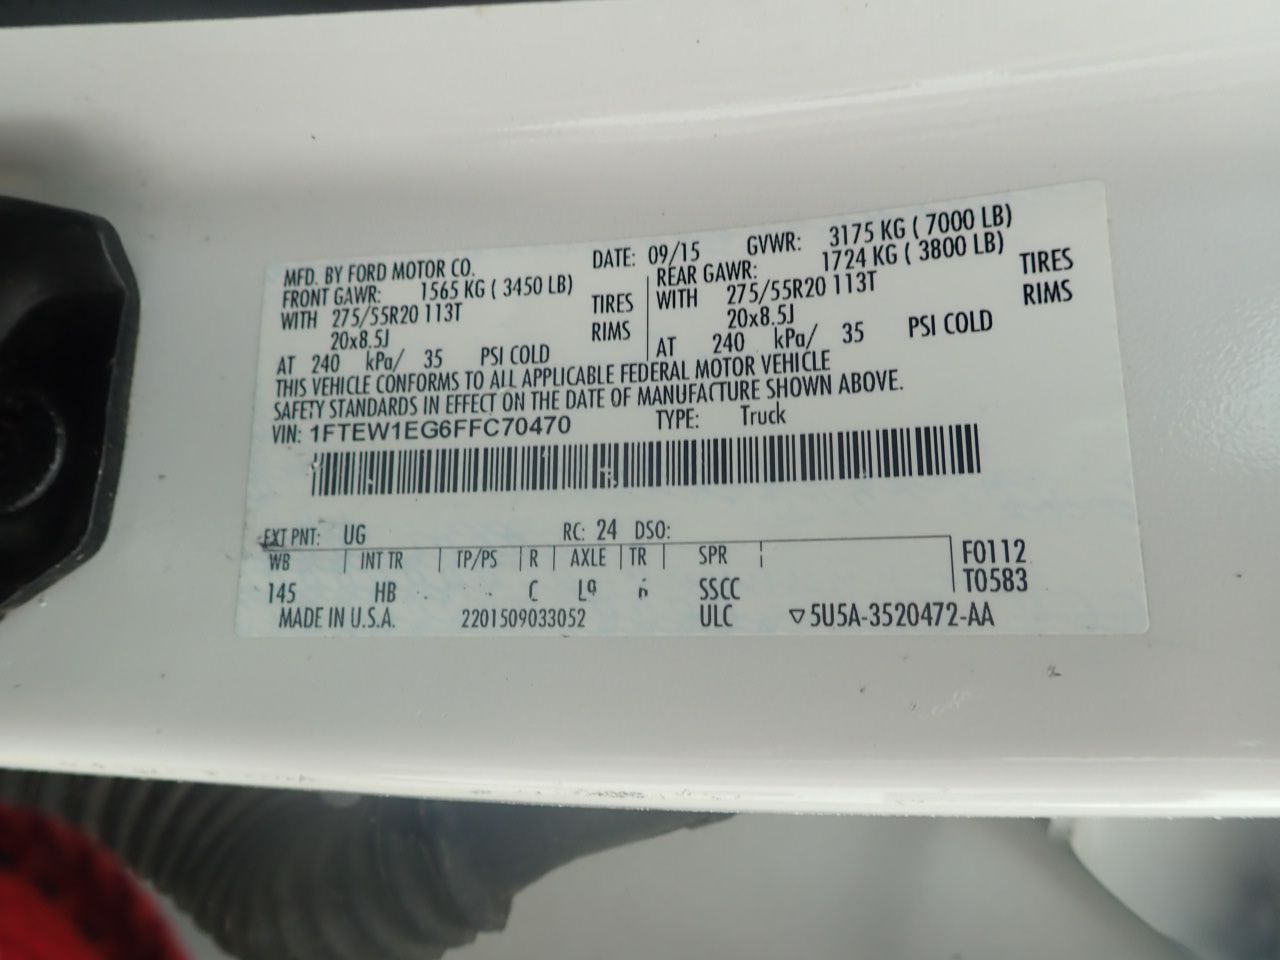 MFD. BY FORD MOTOR CO. DATE: 09/15 GVWR: 3175 KG ( 7000 LB)
FRONT GAWR: 1565 KG ( 3450 LB) REAR GAWR: 1724 KG ( 3800 LB)
WITH 275/55R20 113T TIRES WITH 275/55R20 113T TIRES
20x8.5J RIMS 20x8.5J RIMS
AT 240 kPa/ 35 PSI COLD AT 240 kPa/ 35 PSI COLD
THIS VEHICLE CONFORMS TO ALL APPLICABLE FEDERAL MOTOR VEHICLE
SAFETY STANDARDS IN EFFECT ON THE DATE OF MANUFACTURE SHOWN ABOVE.
VIN: 1FTEW1EG6FFC70470 TYPE: Truck
EXT PNT: UG RC: 24 DSO:
WB INT TR TP/PS R AXLE TR SPR F0112
145 HB C L9 SSCC T0583
MADE IN U.S.A. 2201509033052 ULC ▽5U5A-3520472-AA